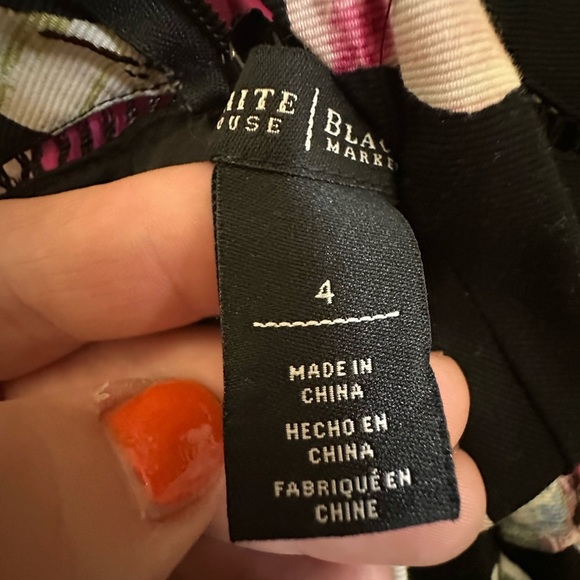 HITE | BLAC
OUSE | MARKE
4
MADE IN
CHINA
HECHO EN
CHINA
FABRIQUÉ EN
CHINE